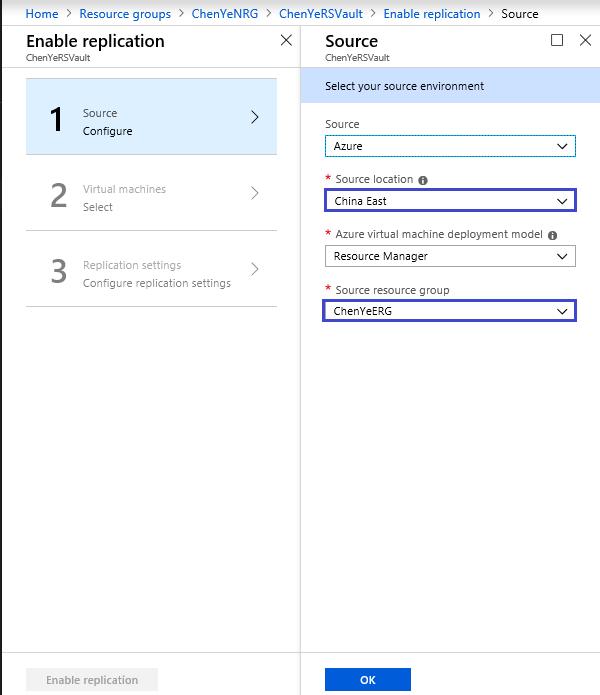 Home > Resource groups > ChenYeNRG > ChenYeRSVault > Enable replication > Source
Enable replication
ChenYeRSVault
1
Source
Configure
2
Virtual machines
Select
3
Replication settings
Configure replication settings
Enable replication
Source
ChenYeRSVault
Select your source environment
Source
Azure
* Source location
China East
* Azure virtual machine deployment model
Resource Manager
* Source resource group
ChenYeERG
OK